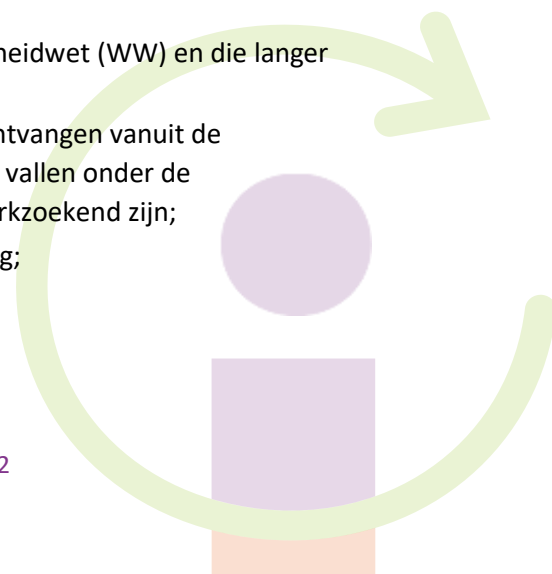 heidwet (WW) en die langer
ntvangen vanuit de
vallen onder de
rkzoekend zijn;
g;
2